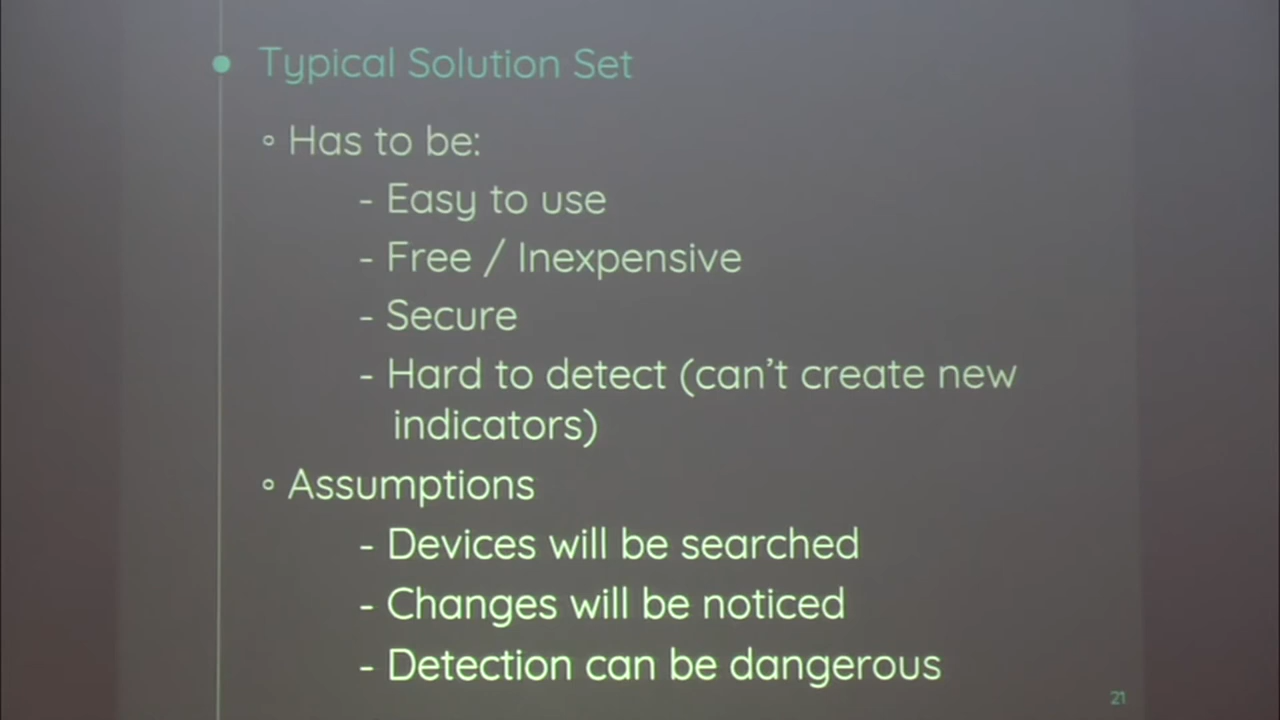 ● Typical Solution Set
◦ Has to be:
- Easy to use
- Free / Inexpensive
- Secure
- Hard to detect (can't create new
indicators)
◦ Assumptions
- Devices will be searched
- Changes will be noticed
- Detection can be dangerous
21